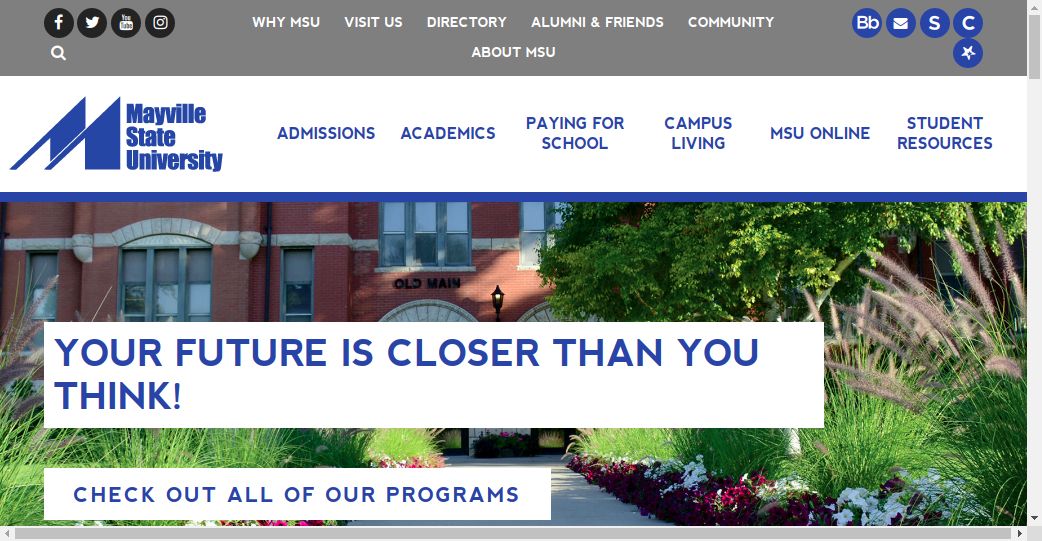 WHY MSU VISIT US DIRECTORY ALUMNI & FRIENDS COMMUNITY
Bb S C
You
Tube
ABOUT MSU
Mayville
State
University
ADMISSIONS
ACADEMICS
PAYING FOR
SCHOOL
CAMPUS
LIVING
MSU ONLINE
STUDENT
RESOURCES
OLD MAIN
YOUR FUTURE IS CLOSER THAN YOU
THINK!
CHECK OUT ALL OF OUR PROGRAMS